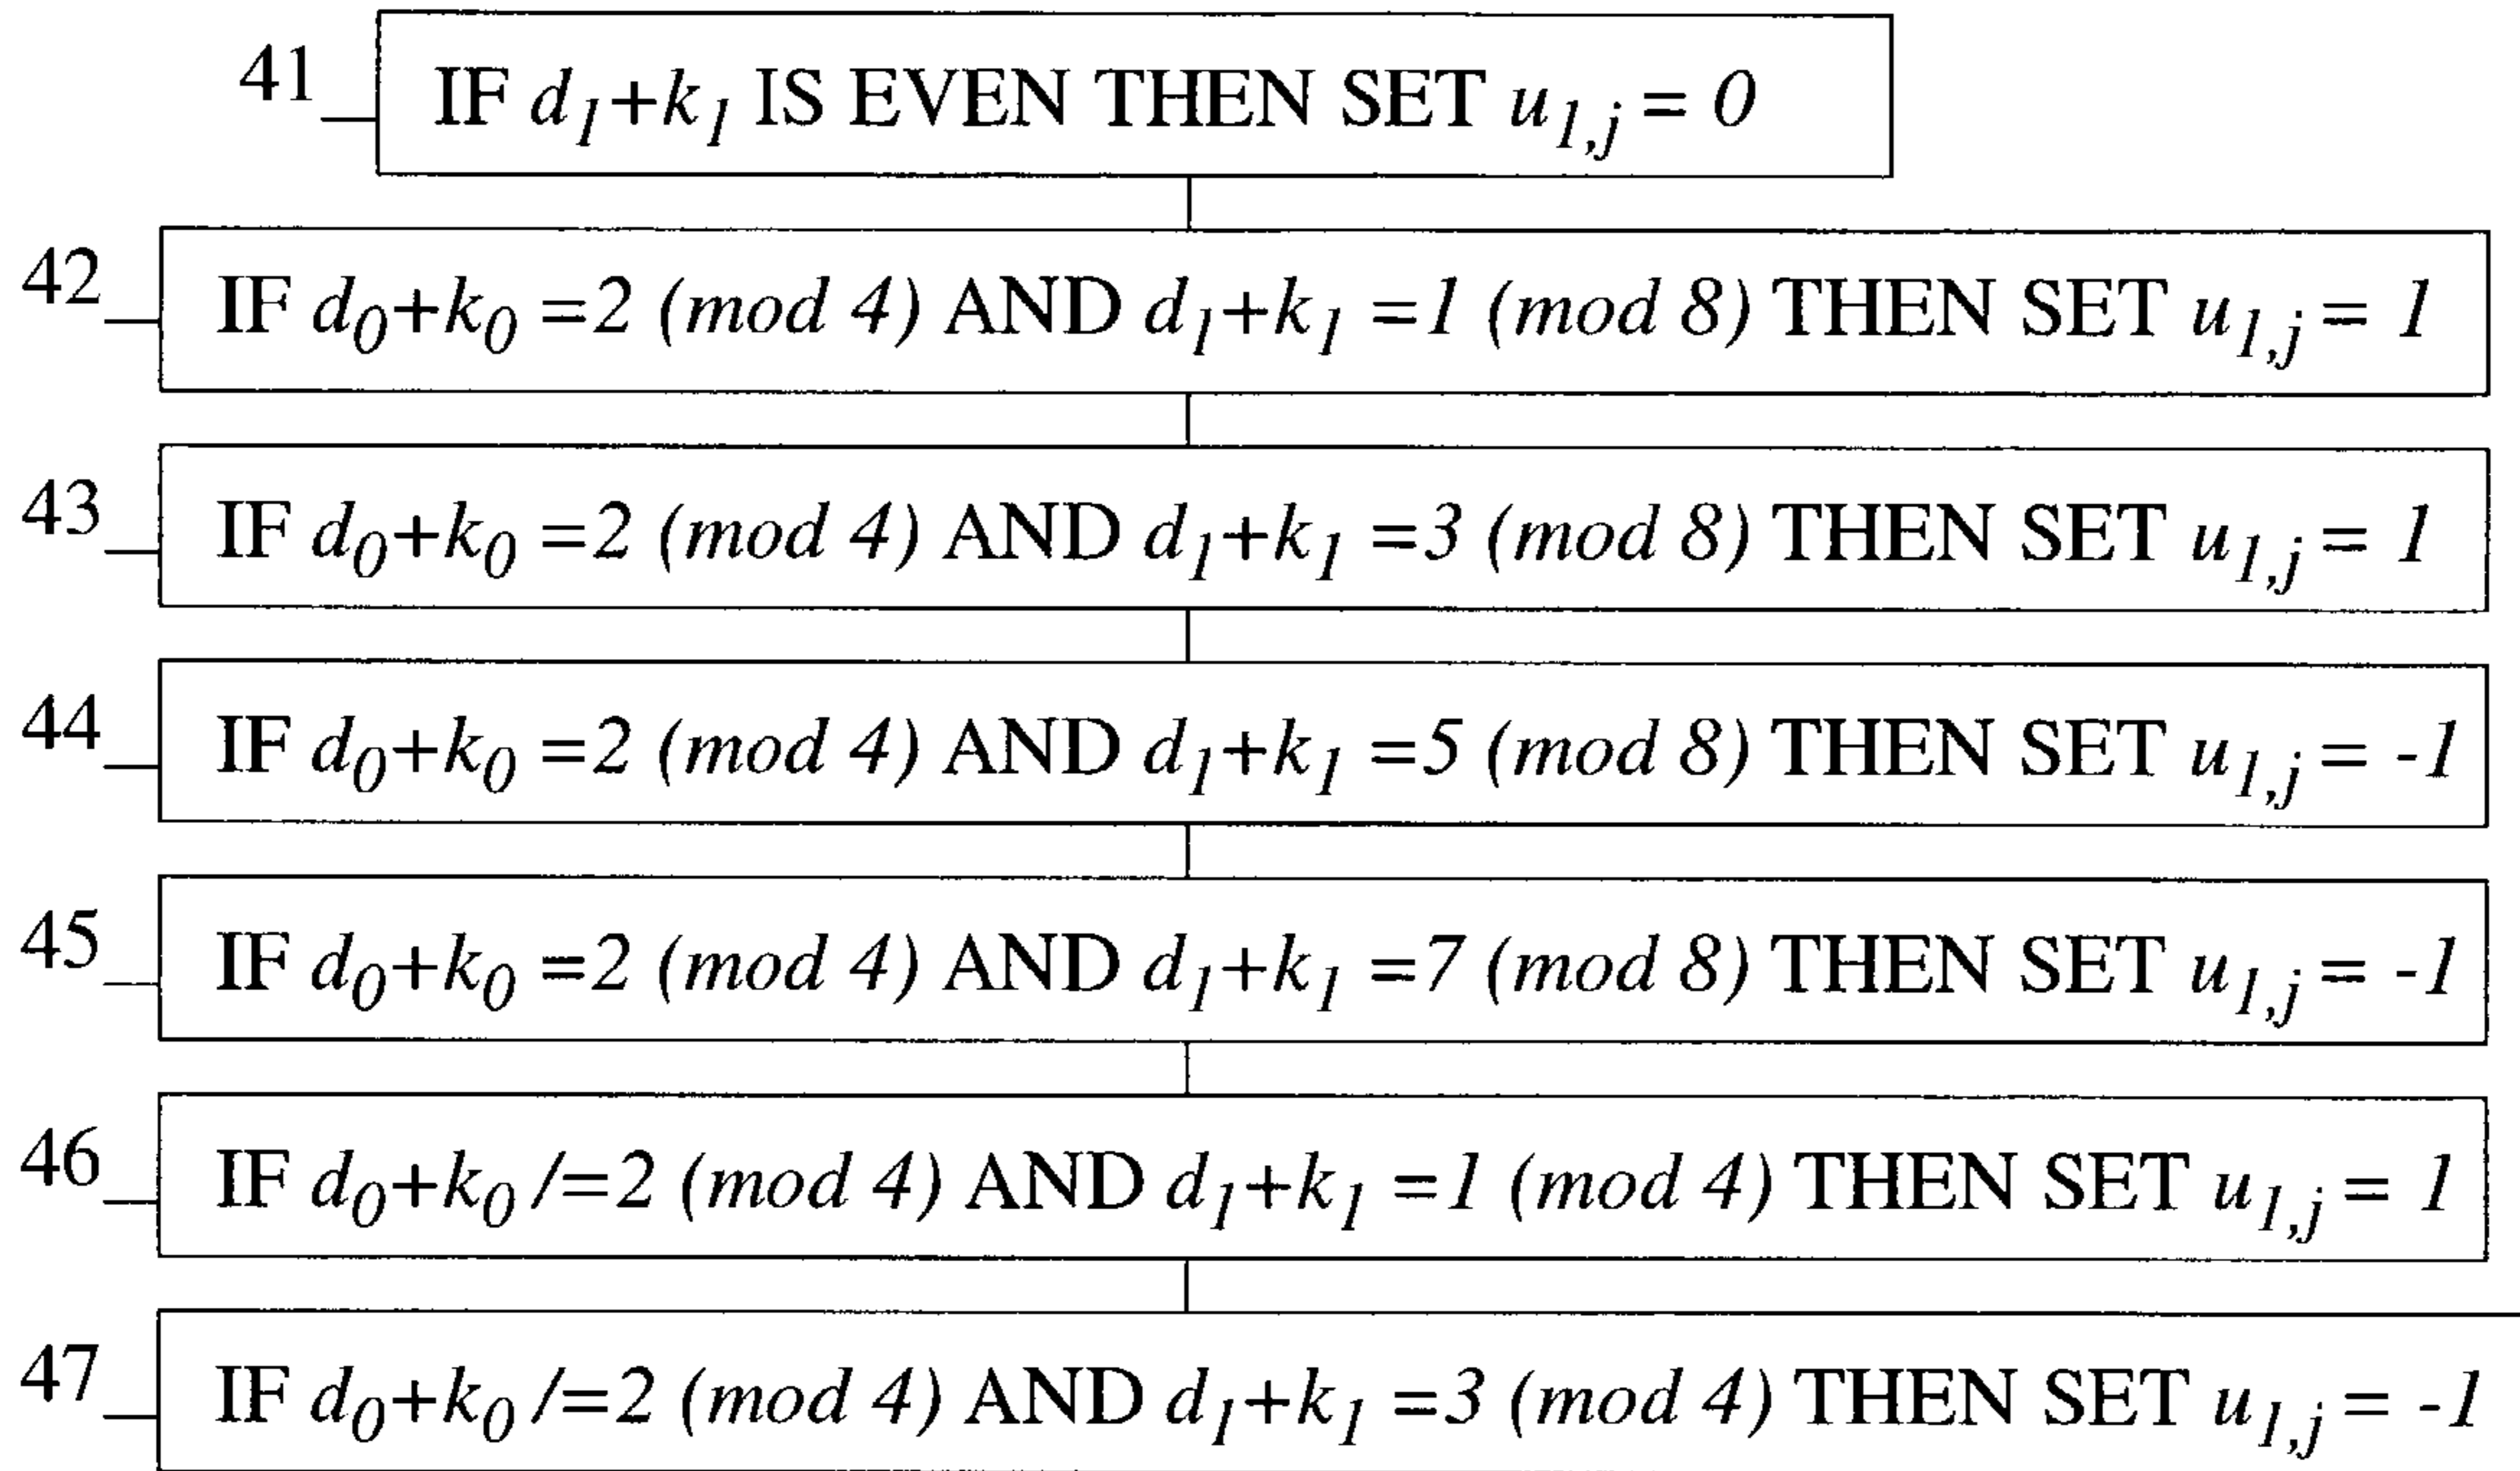 41 IF d₁+k₁ IS EVEN THEN SET u₁,ⱼ = 0
42 IF d₀+k₀ =2 (mod 4) AND d₁+k₁ =1 (mod 8) THEN SET u₁,ⱼ = 1
43 IF d₀+k₀ =2 (mod 4) AND d₁+k₁ =3 (mod 8) THEN SET u₁,ⱼ = 1
44 IF d₀+k₀ =2 (mod 4) AND d₁+k₁ =5 (mod 8) THEN SET u₁,ⱼ = -1
45 IF d₀+k₀ =2 (mod 4) AND d₁+k₁ =7 (mod 8) THEN SET u₁,ⱼ = -1
46 IF d₀+k₀ /=2 (mod 4) AND d₁+k₁ =1 (mod 4) THEN SET u₁,ⱼ = 1
47 IF d₀+k₀ /=2 (mod 4) AND d₁+k₁ =3 (mod 4) THEN SET u₁,ⱼ = -1